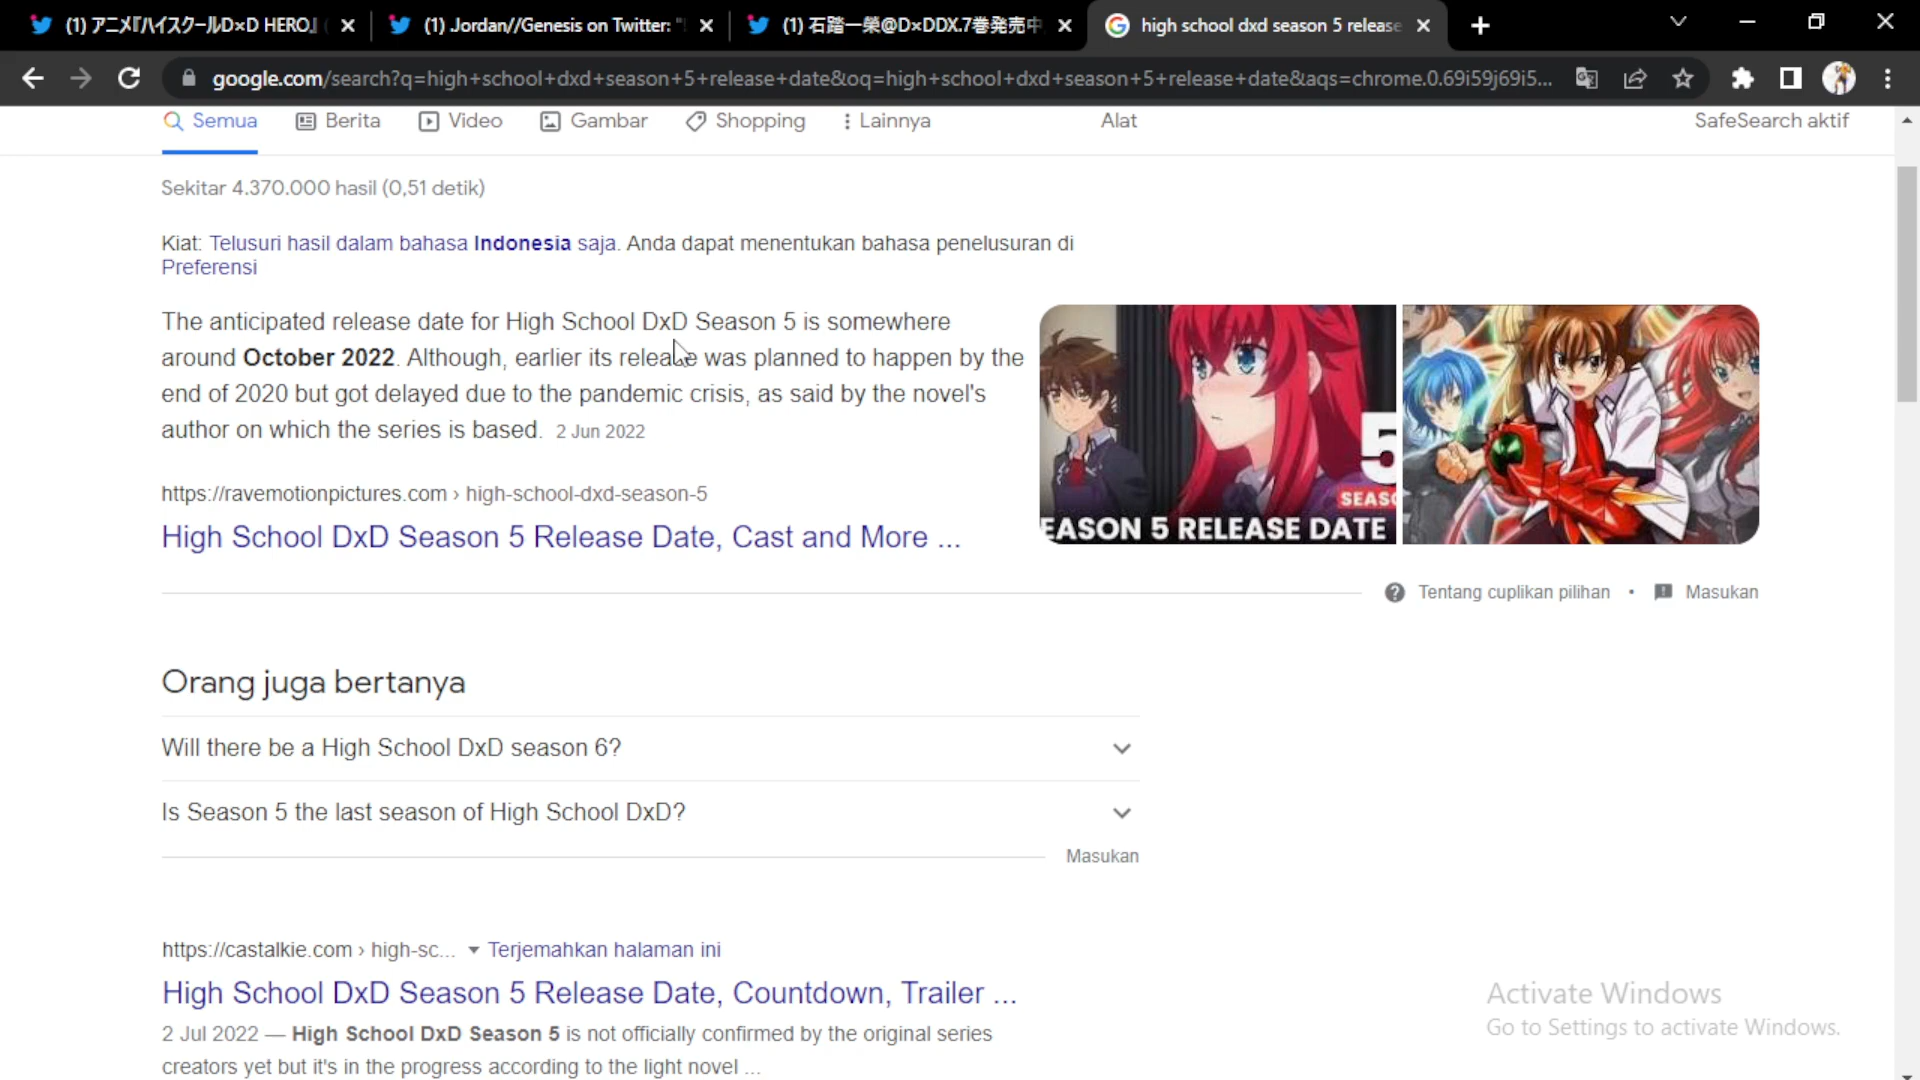 (1) アニメ『ハイスクールD×D HERO』
(1) Jordan//Genesis on Twitter: "
(1) 石踏一榮@D×DDX.7巻発売中
high school dxd season 5 release
google.com/search?q=high+school+dxd+season+5+release+date&oq=high+school+dxd+season+5+release+date&aqs=chrome.0.69i59j69i5...
Semua
Berita
Video
Gambar
Shopping
Lainnya
Alat
SafeSearch aktif
Sekitar 4.370.000 hasil (0,51 detik)
Kiat: Telusuri hasil dalam bahasa Indonesia saja. Anda dapat menentukan bahasa penelusuran di
Preferensi
The anticipated release date for High School DxD Season 5 is somewhere
around October 2022. Although, earlier its release was planned to happen by the
end of 2020 but got delayed due to the pandemic crisis, as said by the novel's
author on which the series is based. 2 Jun 2022
5
SEASO
EASON 5 RELEASE DATE
https://ravemotionpictures.com › high-school-dxd-season-5
High School DxD Season 5 Release Date, Cast and More ...
Tentang cuplikan pilihan • Masukan
Orang juga bertanya
Will there be a High School DxD season 6?
Is Season 5 the last season of High School DxD?
Masukan
https://castalkie.com › high-sc... Terjemahkan halaman ini
High School DxD Season 5 Release Date, Countdown, Trailer ...
2 Jul 2022 — High School DxD Season 5 is not officially confirmed by the original series
creators yet but it's in the progress according to the light novel ...
Activate Windows
Go to Settings to activate Windows.